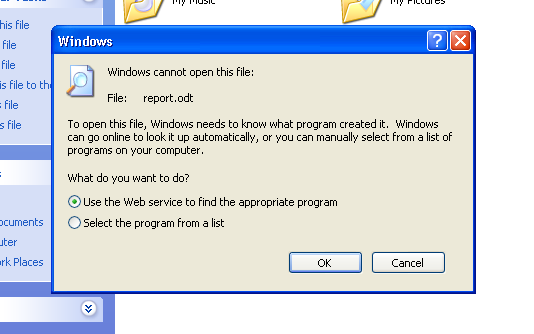 My Music
My Pictures
his file
file
file
is file to the
s file
s file
ocuments
uter
rk Places
Windows
?
Windows cannot open this file:
File: report.odt
To open this file, Windows needs to know what program created it. Windows
can go online to look it up automatically, or you can manually select from a list of
programs on your computer.
What do you want to do?
Use the Web service to find the appropriate program
Select the program from a list
OK
Cancel